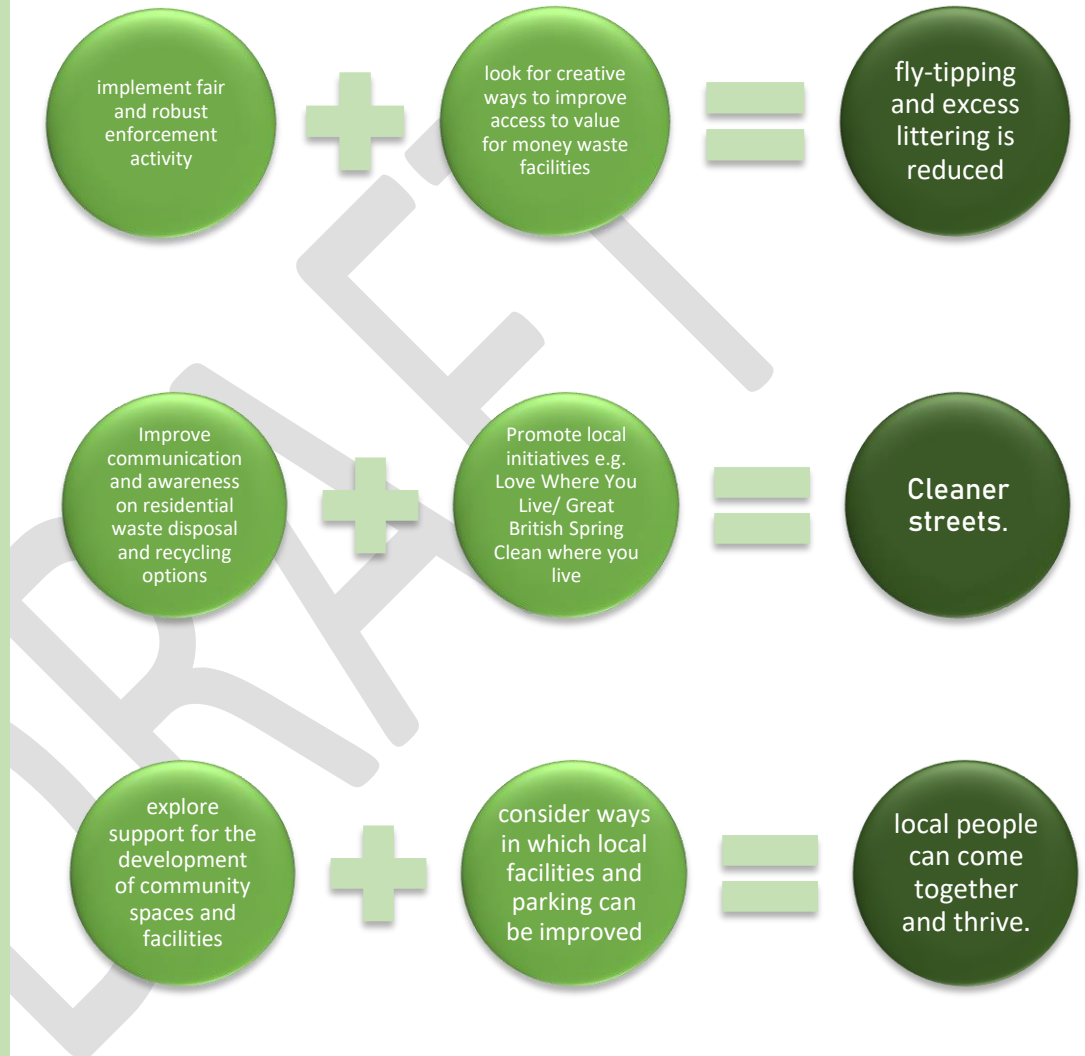 implement fair
and robust
enforcement
activity
look for creative
ways to improve
access to value
for money waste
facilities
fly-tipping
and excess
littering is
reduced
Improve
communication
and awareness
on residential
waste disposal
and recycling
options
Promote local
initiatives e.g.
Love Where You
Live/ Great
British Spring
Clean where you
live
Cleaner
streets.
explore
support for the
development
of community
spaces and
facilities
consider ways
in which local
facilities and
parking can
be improved
local people
can come
together
and thrive.
DRAFT